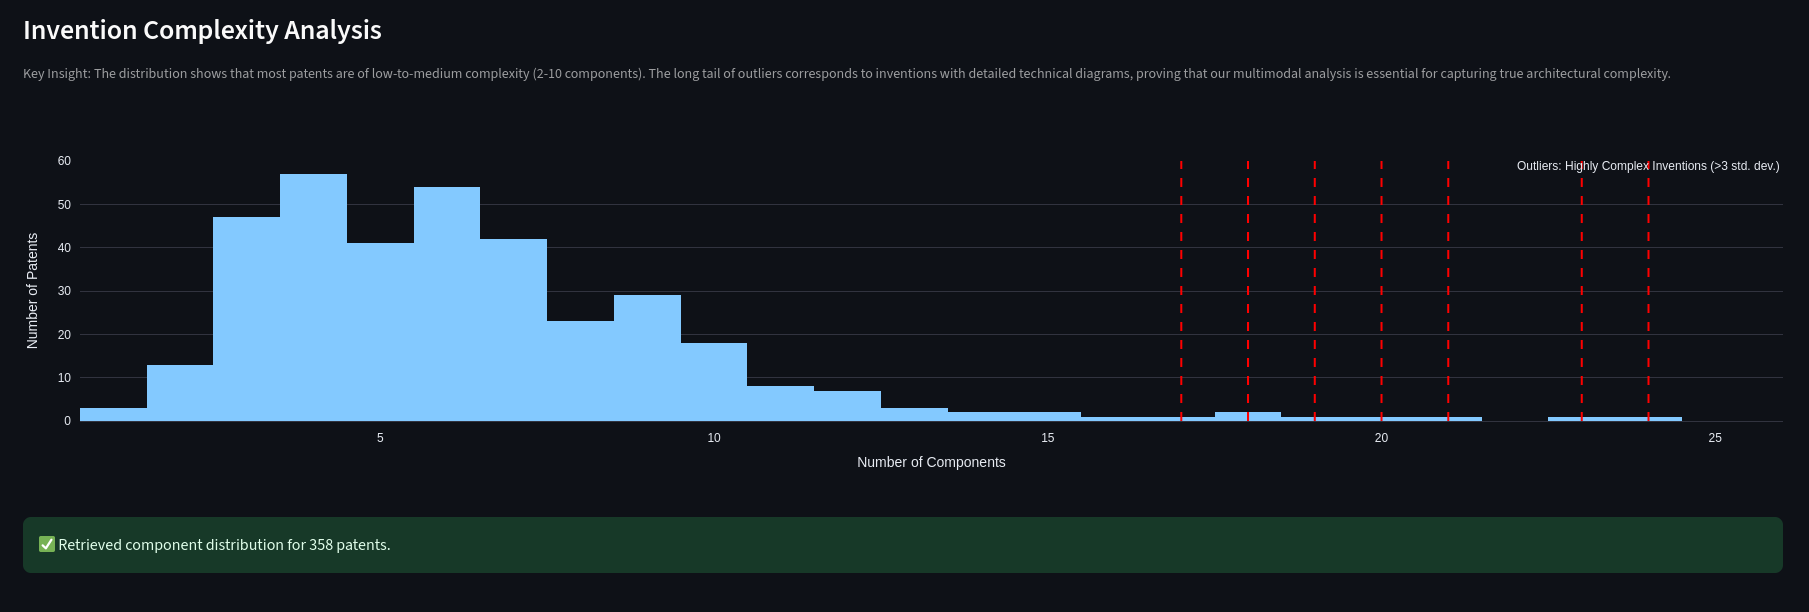 Invention Complexity Analysis
Key Insight: The distribution shows that most patents are of low-to-medium complexity (2-10 components). The long tail of outliers corresponds to inventions with detailed technical diagrams, proving that our multimodal analysis is essential for capturing true architectural complexity.
Outliers: Highly Complex Inventions (>3 std. dev.)
Number of Patents
60
50
40
30
20
10
0
5
10
15
20
25
Number of Components
✅ Retrieved component distribution for 358 patents.